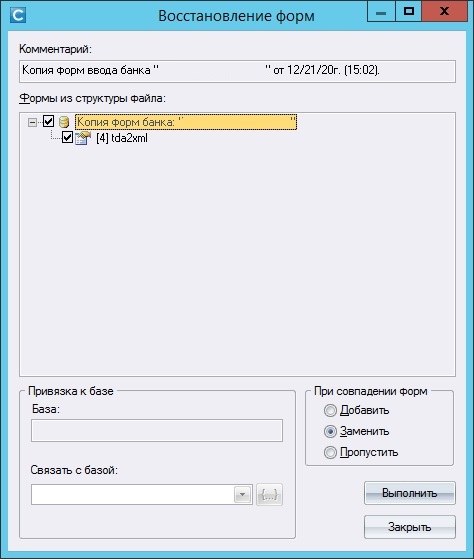 Восстановление форм
Комментарий:
Копия форм ввода банка " " от 12/21/20г. (15:02).
Формы из структуры файла:
Копия форм банка: " "
[4] tda2xml
Привязка к базе
База:
Связать с базой:
{...}
При совпадении форм
Добавить
Заменить
Пропустить
Выполнить
Закрыть